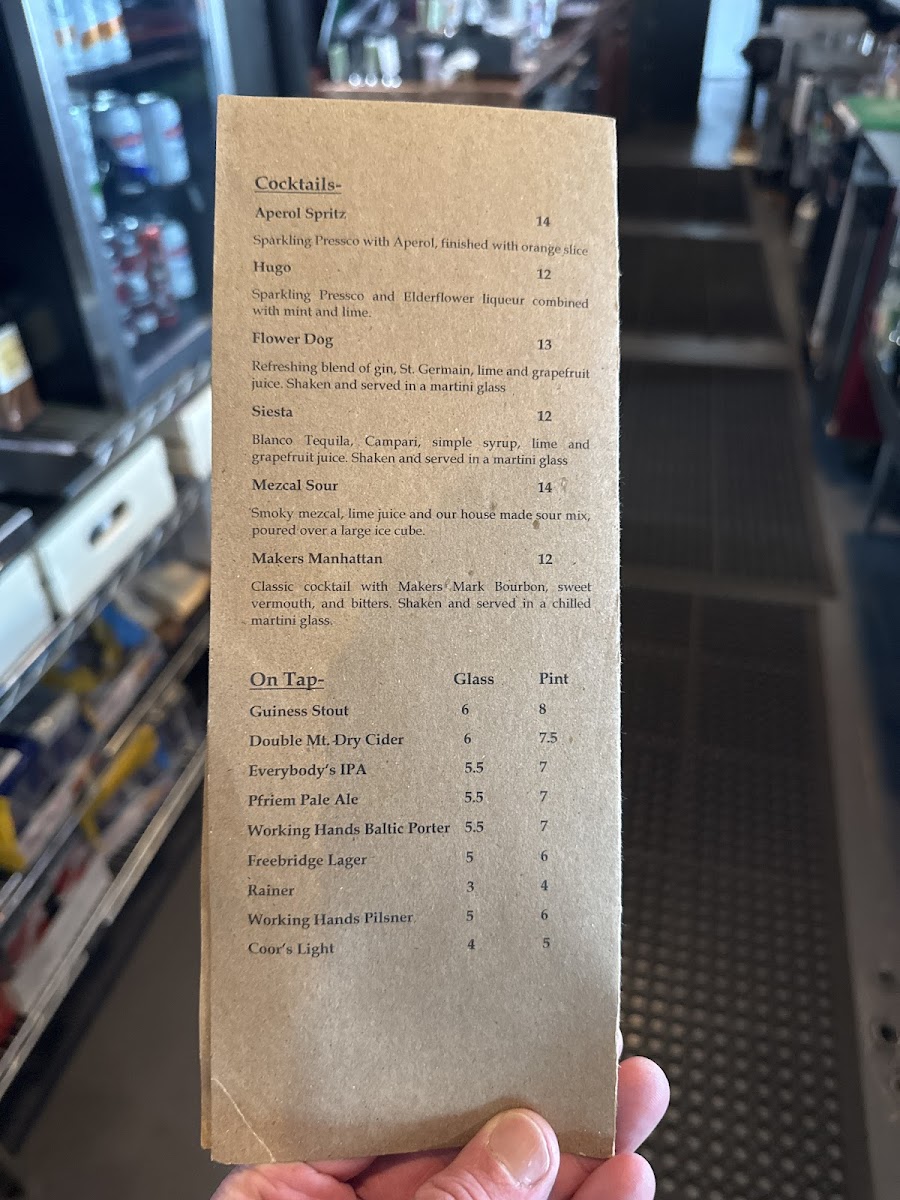 Cocktails-
Aperol Spritz 14
Sparkling Pressco with Aperol, finished with orange slice
Hugo 12
Sparkling Pressco and Elderflower liqueur combined
with mint and lime.
Flower Dog 13
Refreshing blend of gin, St. Germain, lime and grapefruit
juice. Shaken and served in a martini glass
Siesta 12
Blanco Tequila, Campari, simple syrup, lime and
grapefruit juice. Shaken and served in a martini glass
Mezcal Sour 14
Smoky mezcal, lime juice and our house made sour mix,
poured over a large ice cube.
Makers Manhattan 12
Classic cocktail with Makers Mark Bourbon, sweet
vermouth, and bitters. Shaken and served in a chilled
martini glass.
On Tap- Glass Pint
Guiness Stout 6 8
Double Mt. Dry Cider 6 7.5
Everybody's IPA 5.5 7
Pfriem Pale Ale 5.5 7
Working Hands Baltic Porter 5.5 7
Freebridge Lager 5 6
Rainer 3 4
Working Hands Pilsner 5 6
Coor's Light 4 5